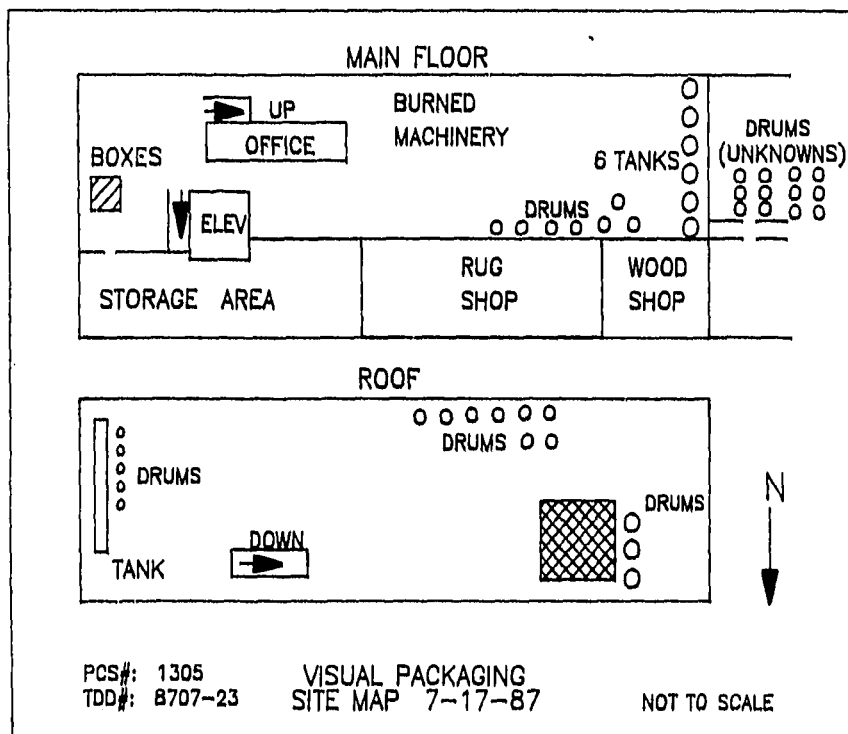 MAIN FLOOR
UP
OFFICE
BURNED
MACHINERY
BOXES
6 TANKS
DRUMS
(UNKNOWNS)
ELEV
DRUMS
STORAGE AREA
RUG
SHOP
WOOD
SHOP
ROOF
DRUMS
DRUMS
DRUMS
DOWN
TANK
N
PCS#: 1305
TDD#: 8707-23
VISUAL PACKAGING
SITE MAP 7-17-87
NOT TO SCALE